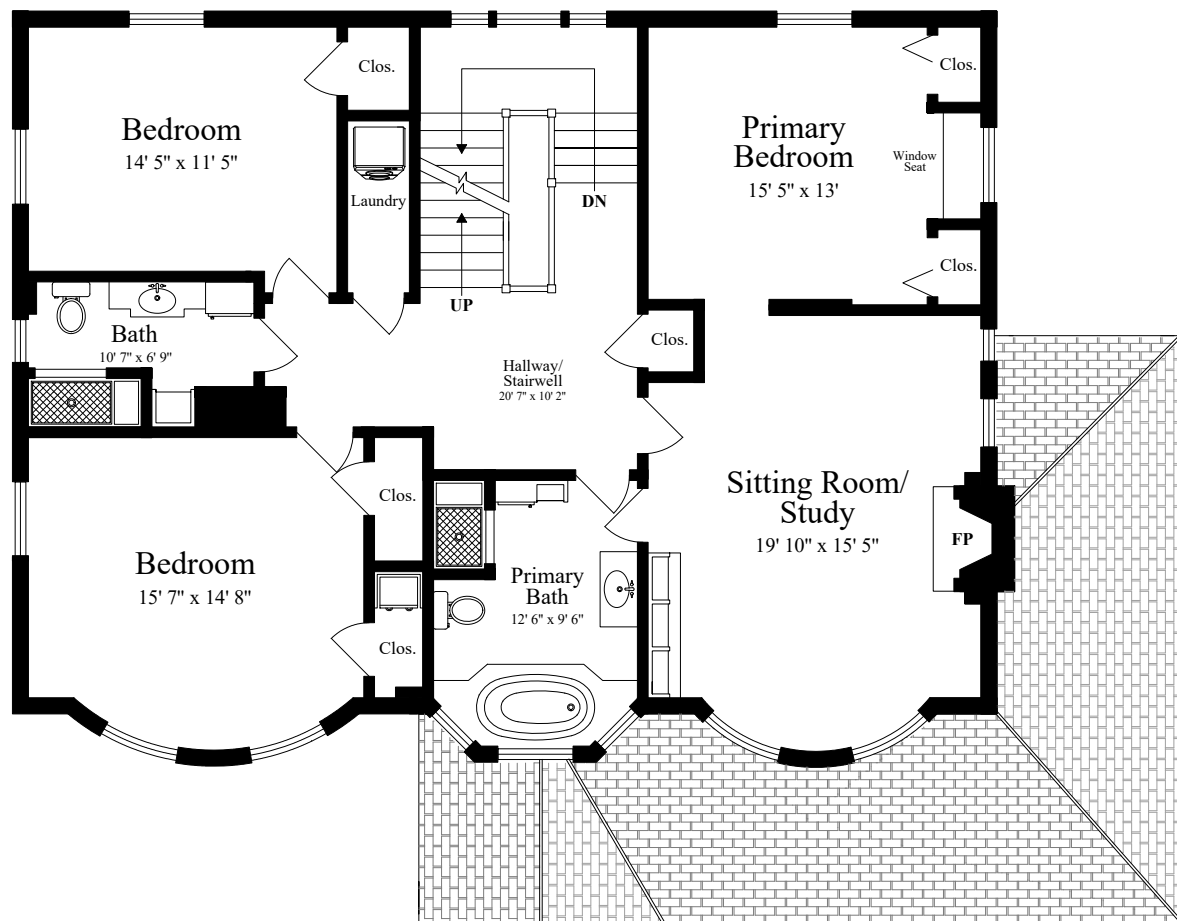 Clos.
Bedroom
14' 5" x 11' 5"
Laundry
DN
UP
Primary
Bedroom
15' 5" x 13'
Clos.
Window
Seat
Clos.
Bath
10' 7" x 6' 9"
Hallway/
Stairwell
20' 7" x 10' 2"
Clos.
Sitting Room/
Study
19' 10" x 15' 5"
FP
Clos.
Bedroom
15' 7" x 14' 8"
Clos.
Primary
Bath
12' 6" x 9' 6"